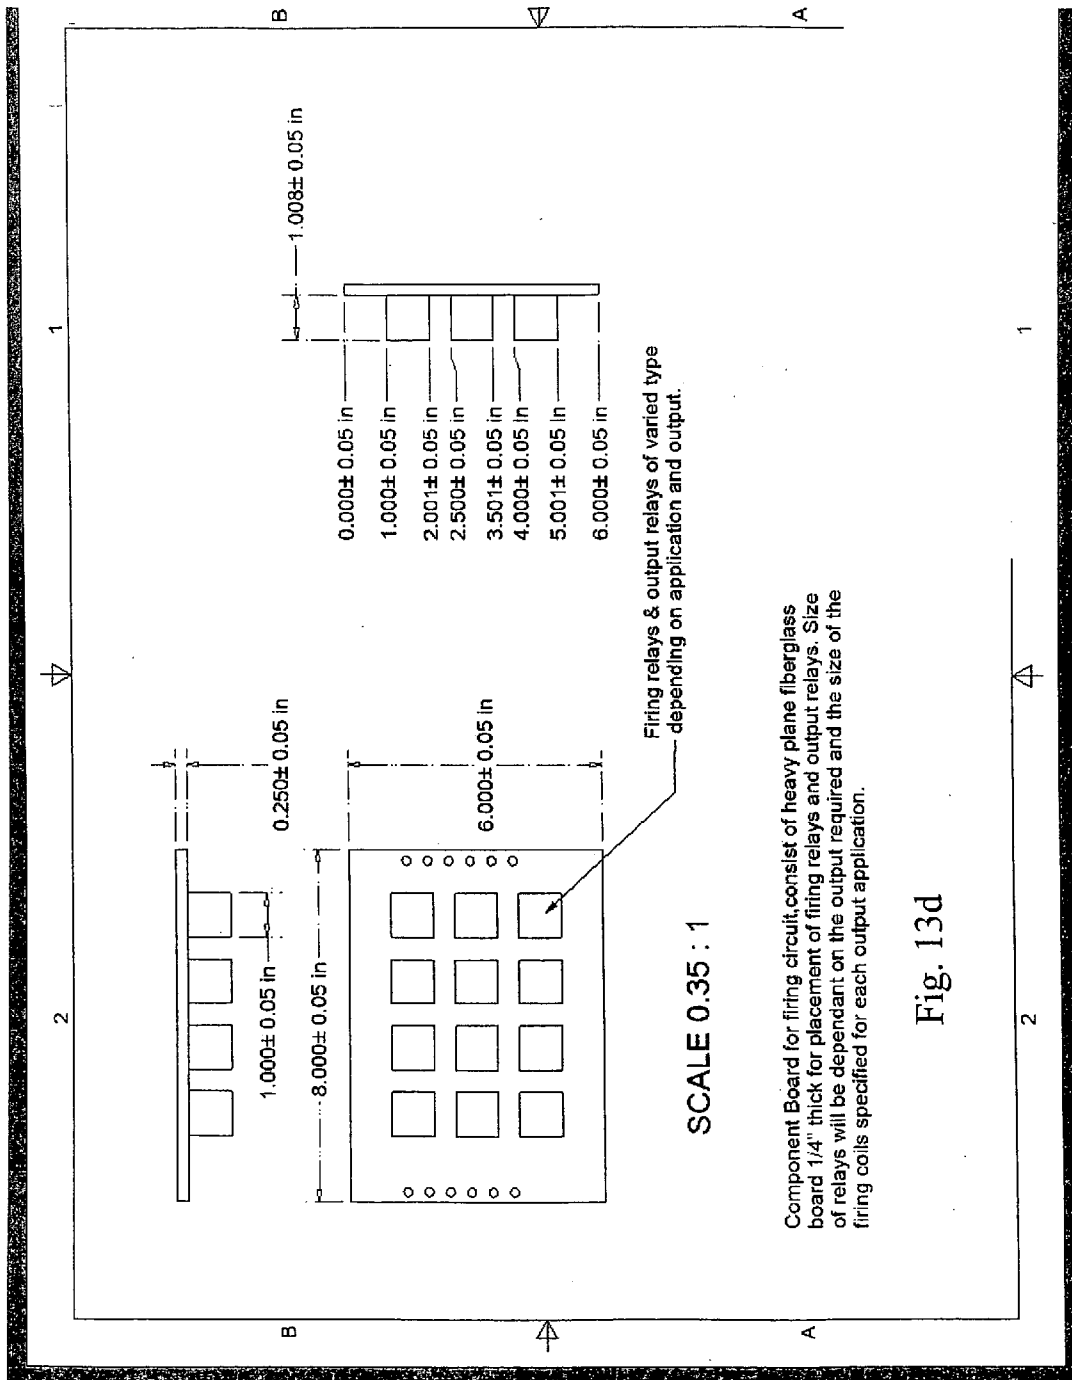 2
1
B
B
A
A
0.250± 0.05 in
1.000± 0.05 in
1.008± 0.05 in
8.000± 0.05 in
6.000± 0.05 in
0.000± 0.05 in
1.000± 0.05 in
2.001± 0.05 in
2.500± 0.05 in
3.501± 0.05 in
4.000± 0.05 in
5.001± 0.05 in
6.000± 0.05 in
Firing relays & output relays of varied type
depending on application and output.
SCALE 0.35 : 1
Component Board for firing circuit,consist of heavy plane fiberglass
board 1/4" thick for placement of firing relays and output relays. Size
of relays will be dependant on the output required and the size of the
firing coils specified for each output application.
Fig. 13d
2
1